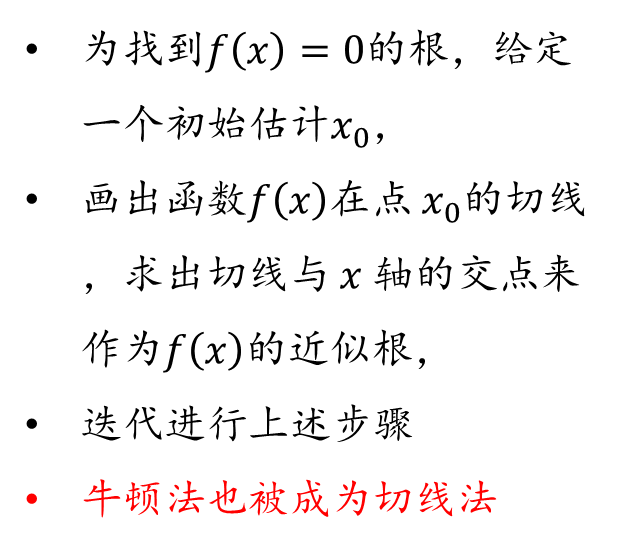 • 为找到f(x) = 0的根，给定
一个初始估计x₀，
• 画出函数f(x)在点 x₀的切线
，求出切线与 x 轴的交点来
作为f(x)的近似根，
• 迭代进行上述步骤
• 牛顿法也被成为切线法